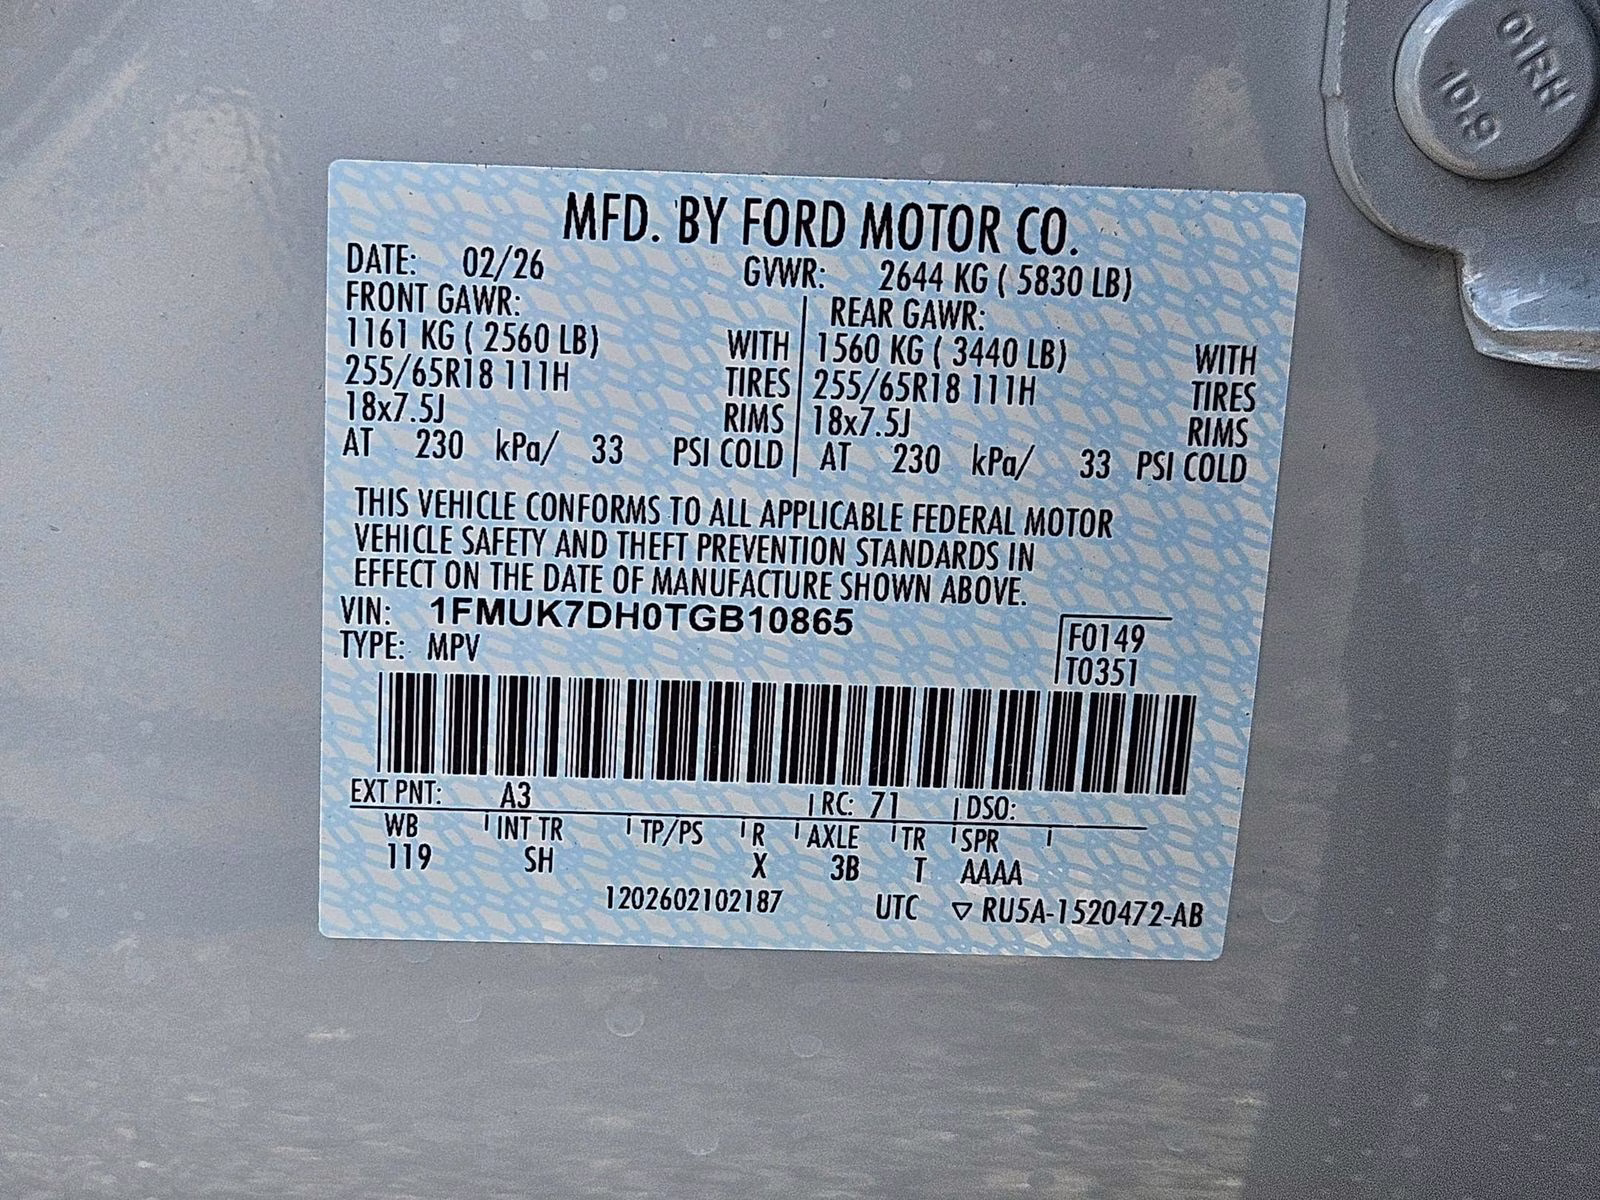 01RH
10.9
MFD. BY FORD MOTOR CO.
DATE: 02/26 GVWR: 2644 KG ( 5830 LB)
FRONT GAWR: REAR GAWR:
1161 KG ( 2560 LB) WITH 1560 KG ( 3440 LB) WITH
255/65R18 111H TIRES 255/65R18 111H TIRES
18x7.5J RIMS 18x7.5J RIMS
AT 230 kPa/ 33 PSI COLD AT 230 kPa/ 33 PSI COLD
THIS VEHICLE CONFORMS TO ALL APPLICABLE FEDERAL MOTOR
VEHICLE SAFETY AND THEFT PREVENTION STANDARDS IN
EFFECT ON THE DATE OF MANUFACTURE SHOWN ABOVE.
VIN: 1FMUK7DH0TGB10865 F0149
TYPE: MPV T0351
EXT PNT: A3 RC: 71 DSO:
WB INT TR TP/PS R AXLE TR SPR
119 SH X 3B T AAAA
1202602102187 UTC ▽ RU5A-1520472-AB